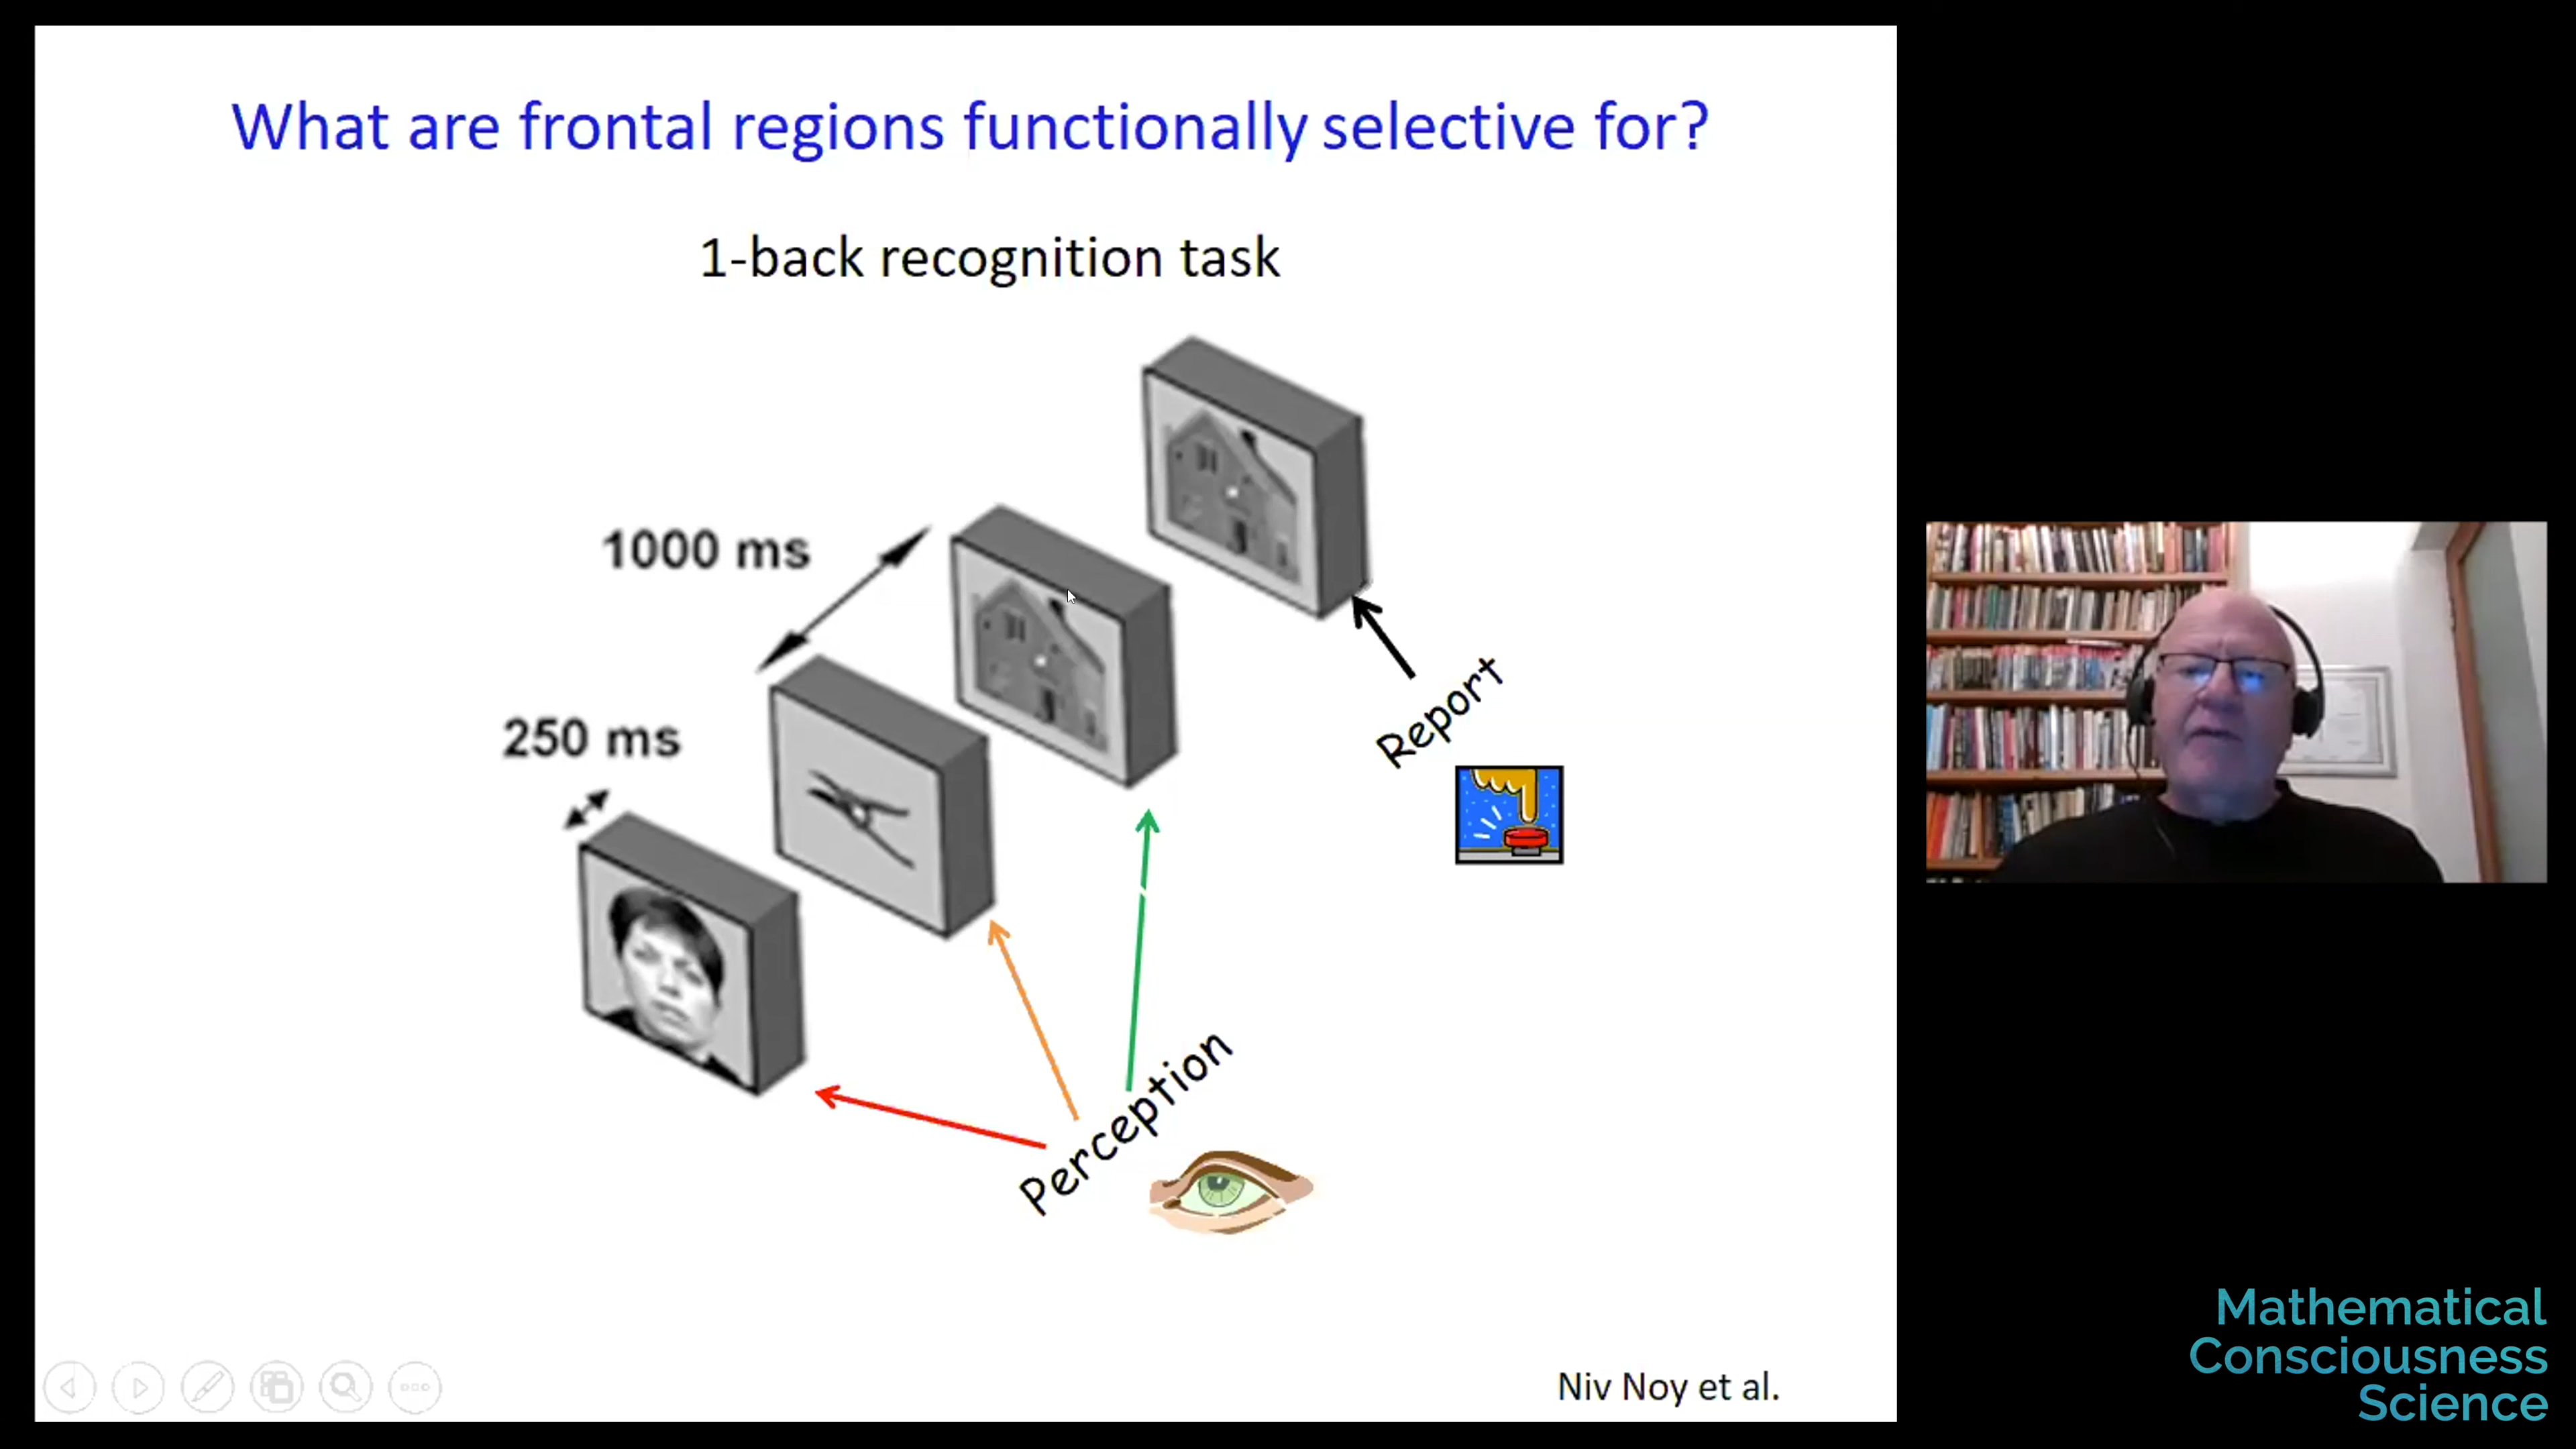 What are frontal regions functionally selective for?
1-back recognition task
1000 ms
250 ms
Report
Perception
Niv Noy et al.
Mathematical
Consciousness
Science